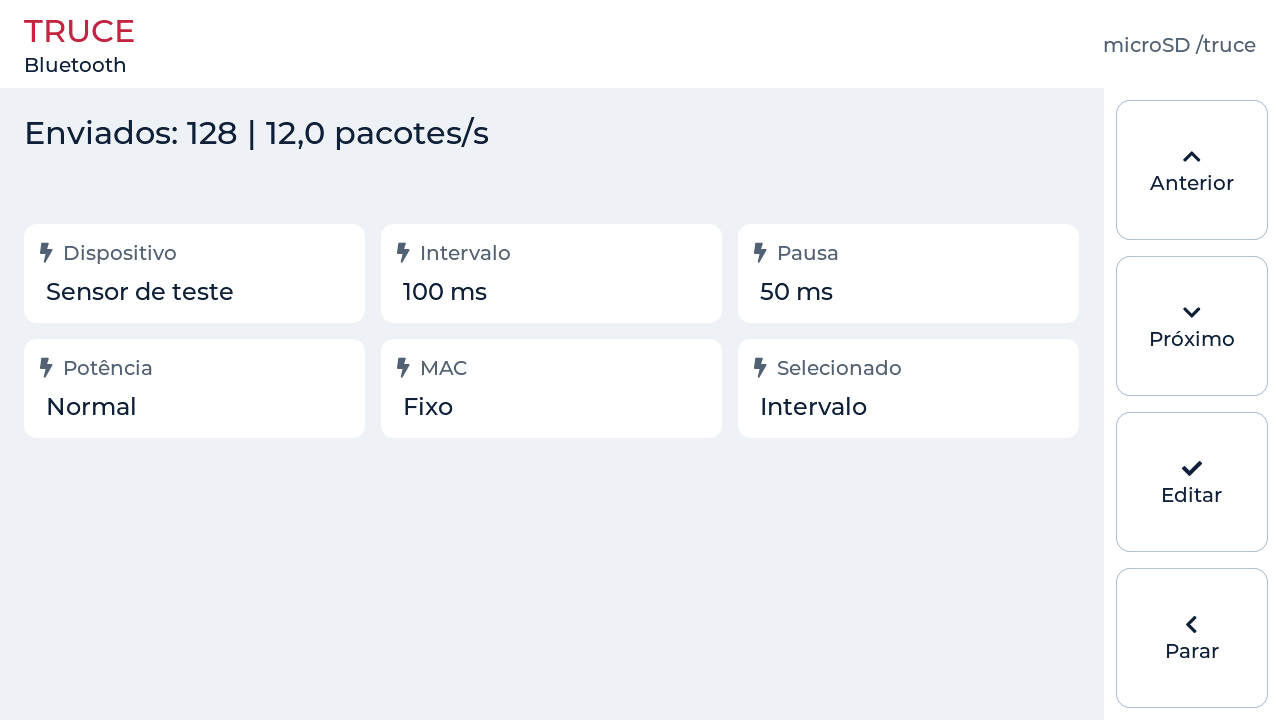 TRUCE
Bluetooth
microSD /truce
Enviados: 128 | 12,0 pacotes/s
Dispositivo
Sensor de teste
Intervalo
100 ms
Pausa
50 ms
Potência
Normal
MAC
Fixo
Selecionado
Intervalo
Anterior
Próximo
Editar
Parar